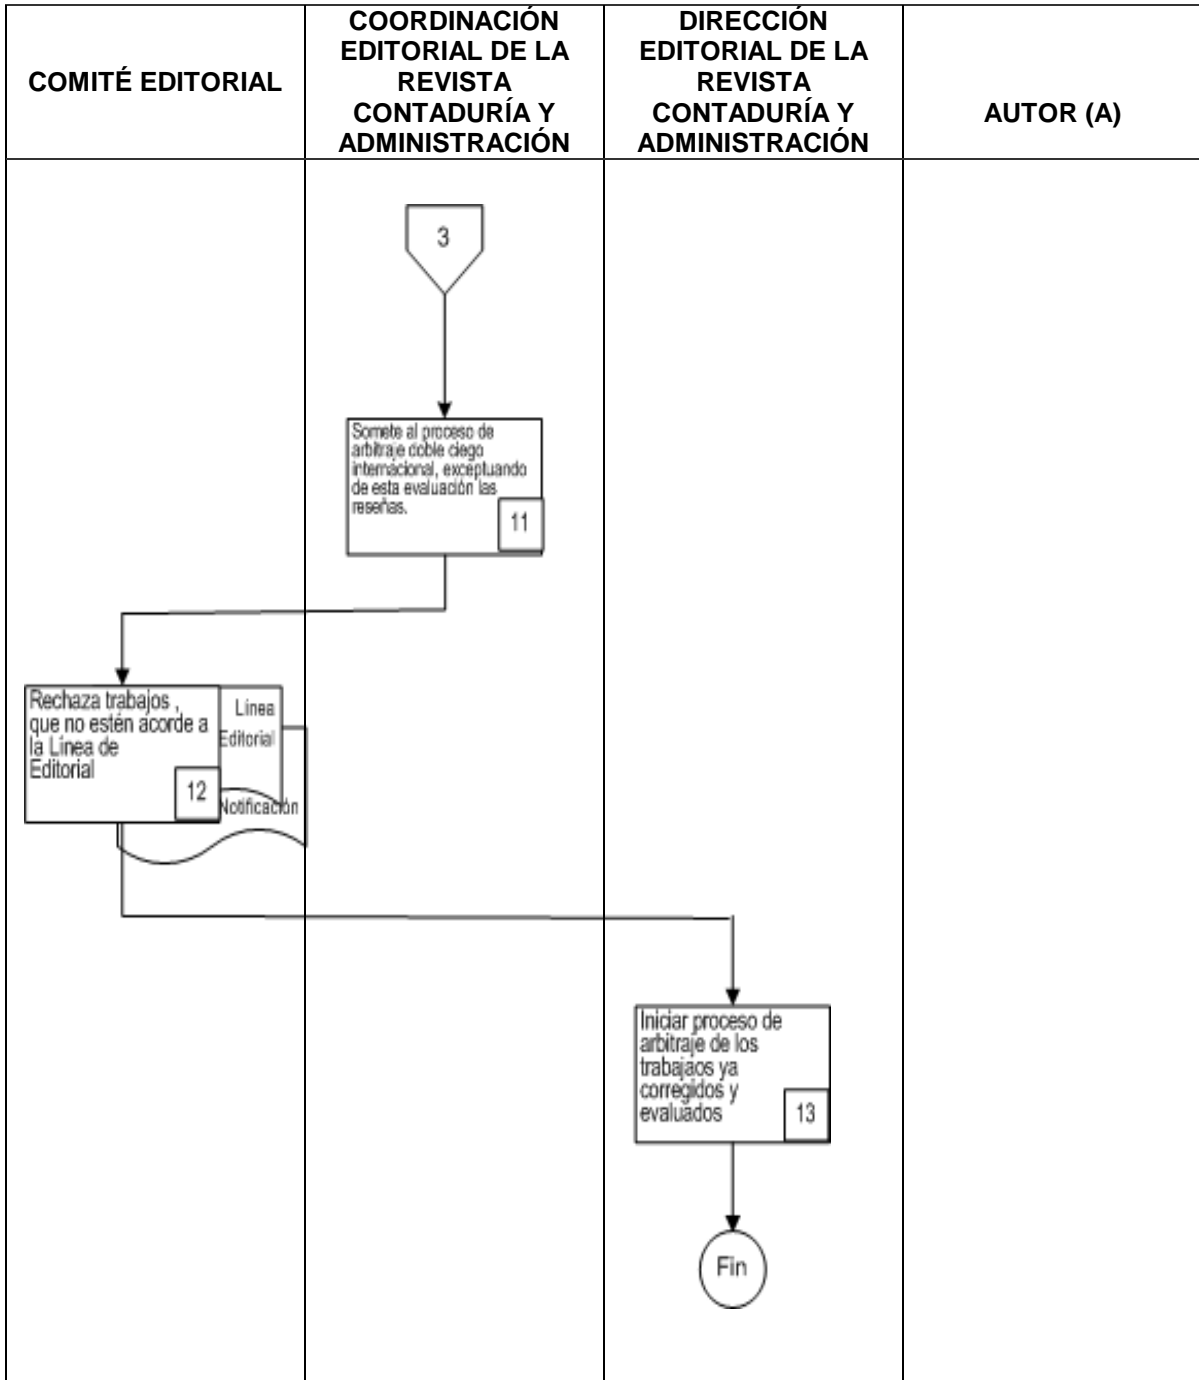 COMITÉ EDITORIAL
COORDINACIÓN
EDITORIAL DE LA
REVISTA
CONTADURÍA Y
ADMINISTRACIÓN
DIRECCIÓN
EDITORIAL DE LA
REVISTA
CONTADURÍA Y
ADMINISTRACIÓN
AUTOR (A)
3
Somete al proceso de
arbitraje doble ciego
internacional, exceptuando
de esta evaluación las
reseñas.
11
Rechaza trabajos ,
que no estén acorde a
la Línea de
Editorial
12
Línea
Editorial
Notificación
Iniciar proceso de
arbitraje de los
trabajaos ya
corregidos y
evaluados
13
Fin